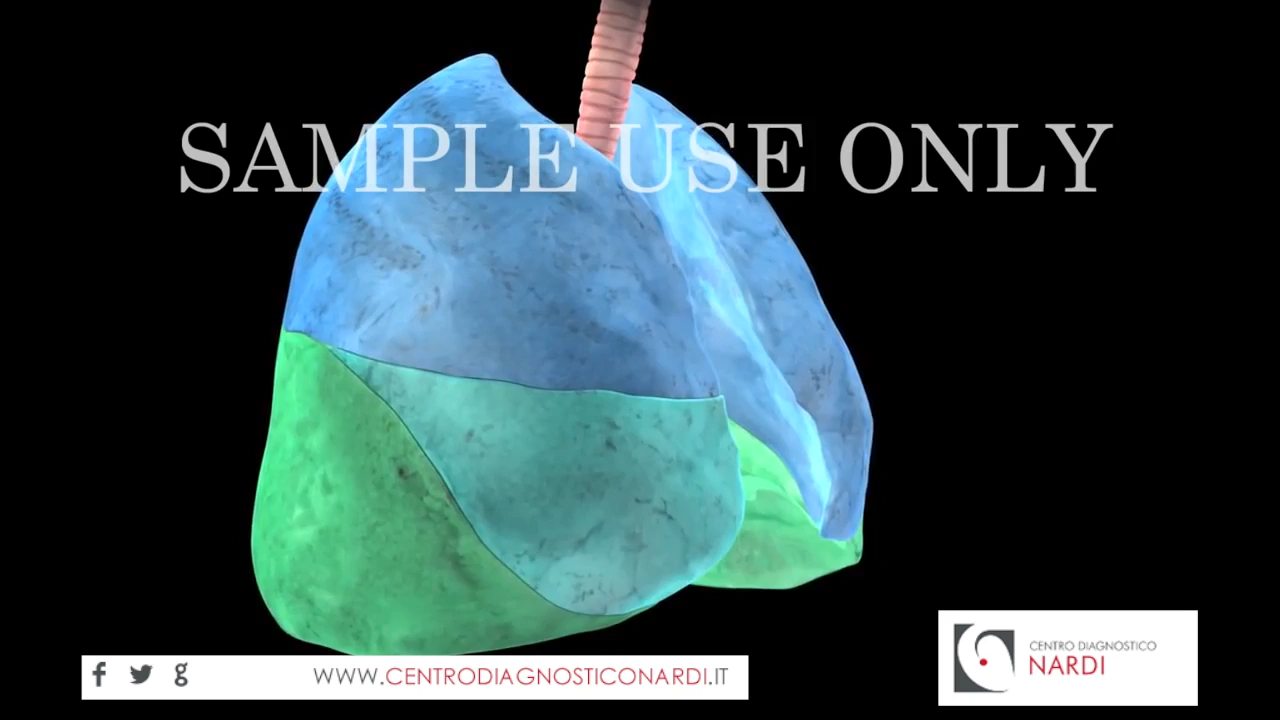 SAMPLE USE ONLY
WWW.CENTRODIAGNOSTICONARDI.IT
CENTRO DIAGNOSTICO
NARDI